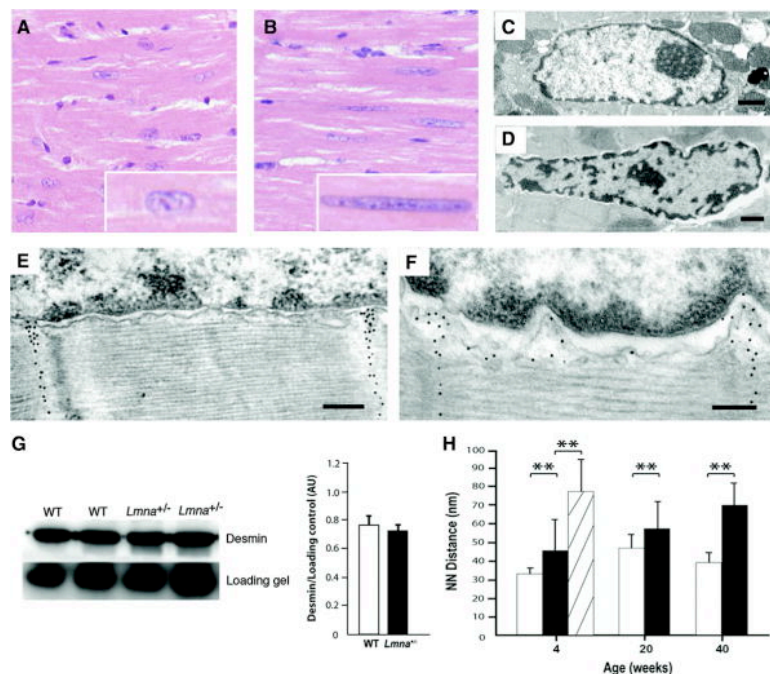 A
B
C
D
E
F
G
WT WT Lmna+/- Lmna+/-
Desmin
Loading gel
Desmin/Loading control (AU)
1.2
1.0
0.8
0.6
0.4
0.2
0
WT Lmna+/-
H
NN Distance (nm)
100
90
80
70
60
50
40
30
20
10
0
** ** ** **
4 20 40
Age (weeks)